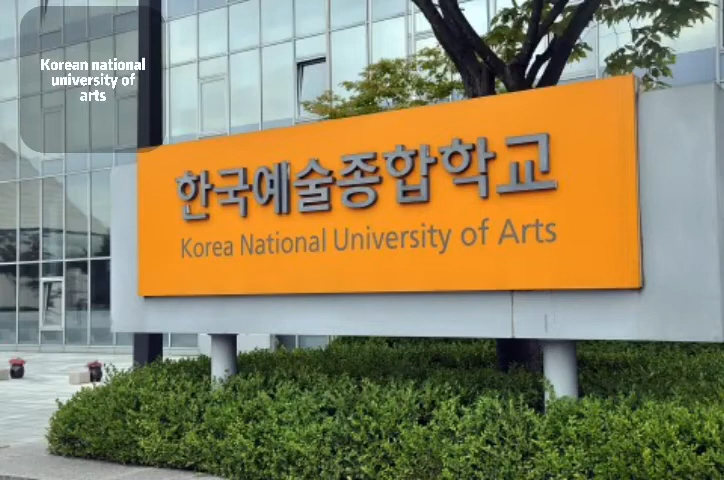 Korean national
university of
arts
한국예술종합학교
Korea National University of Arts